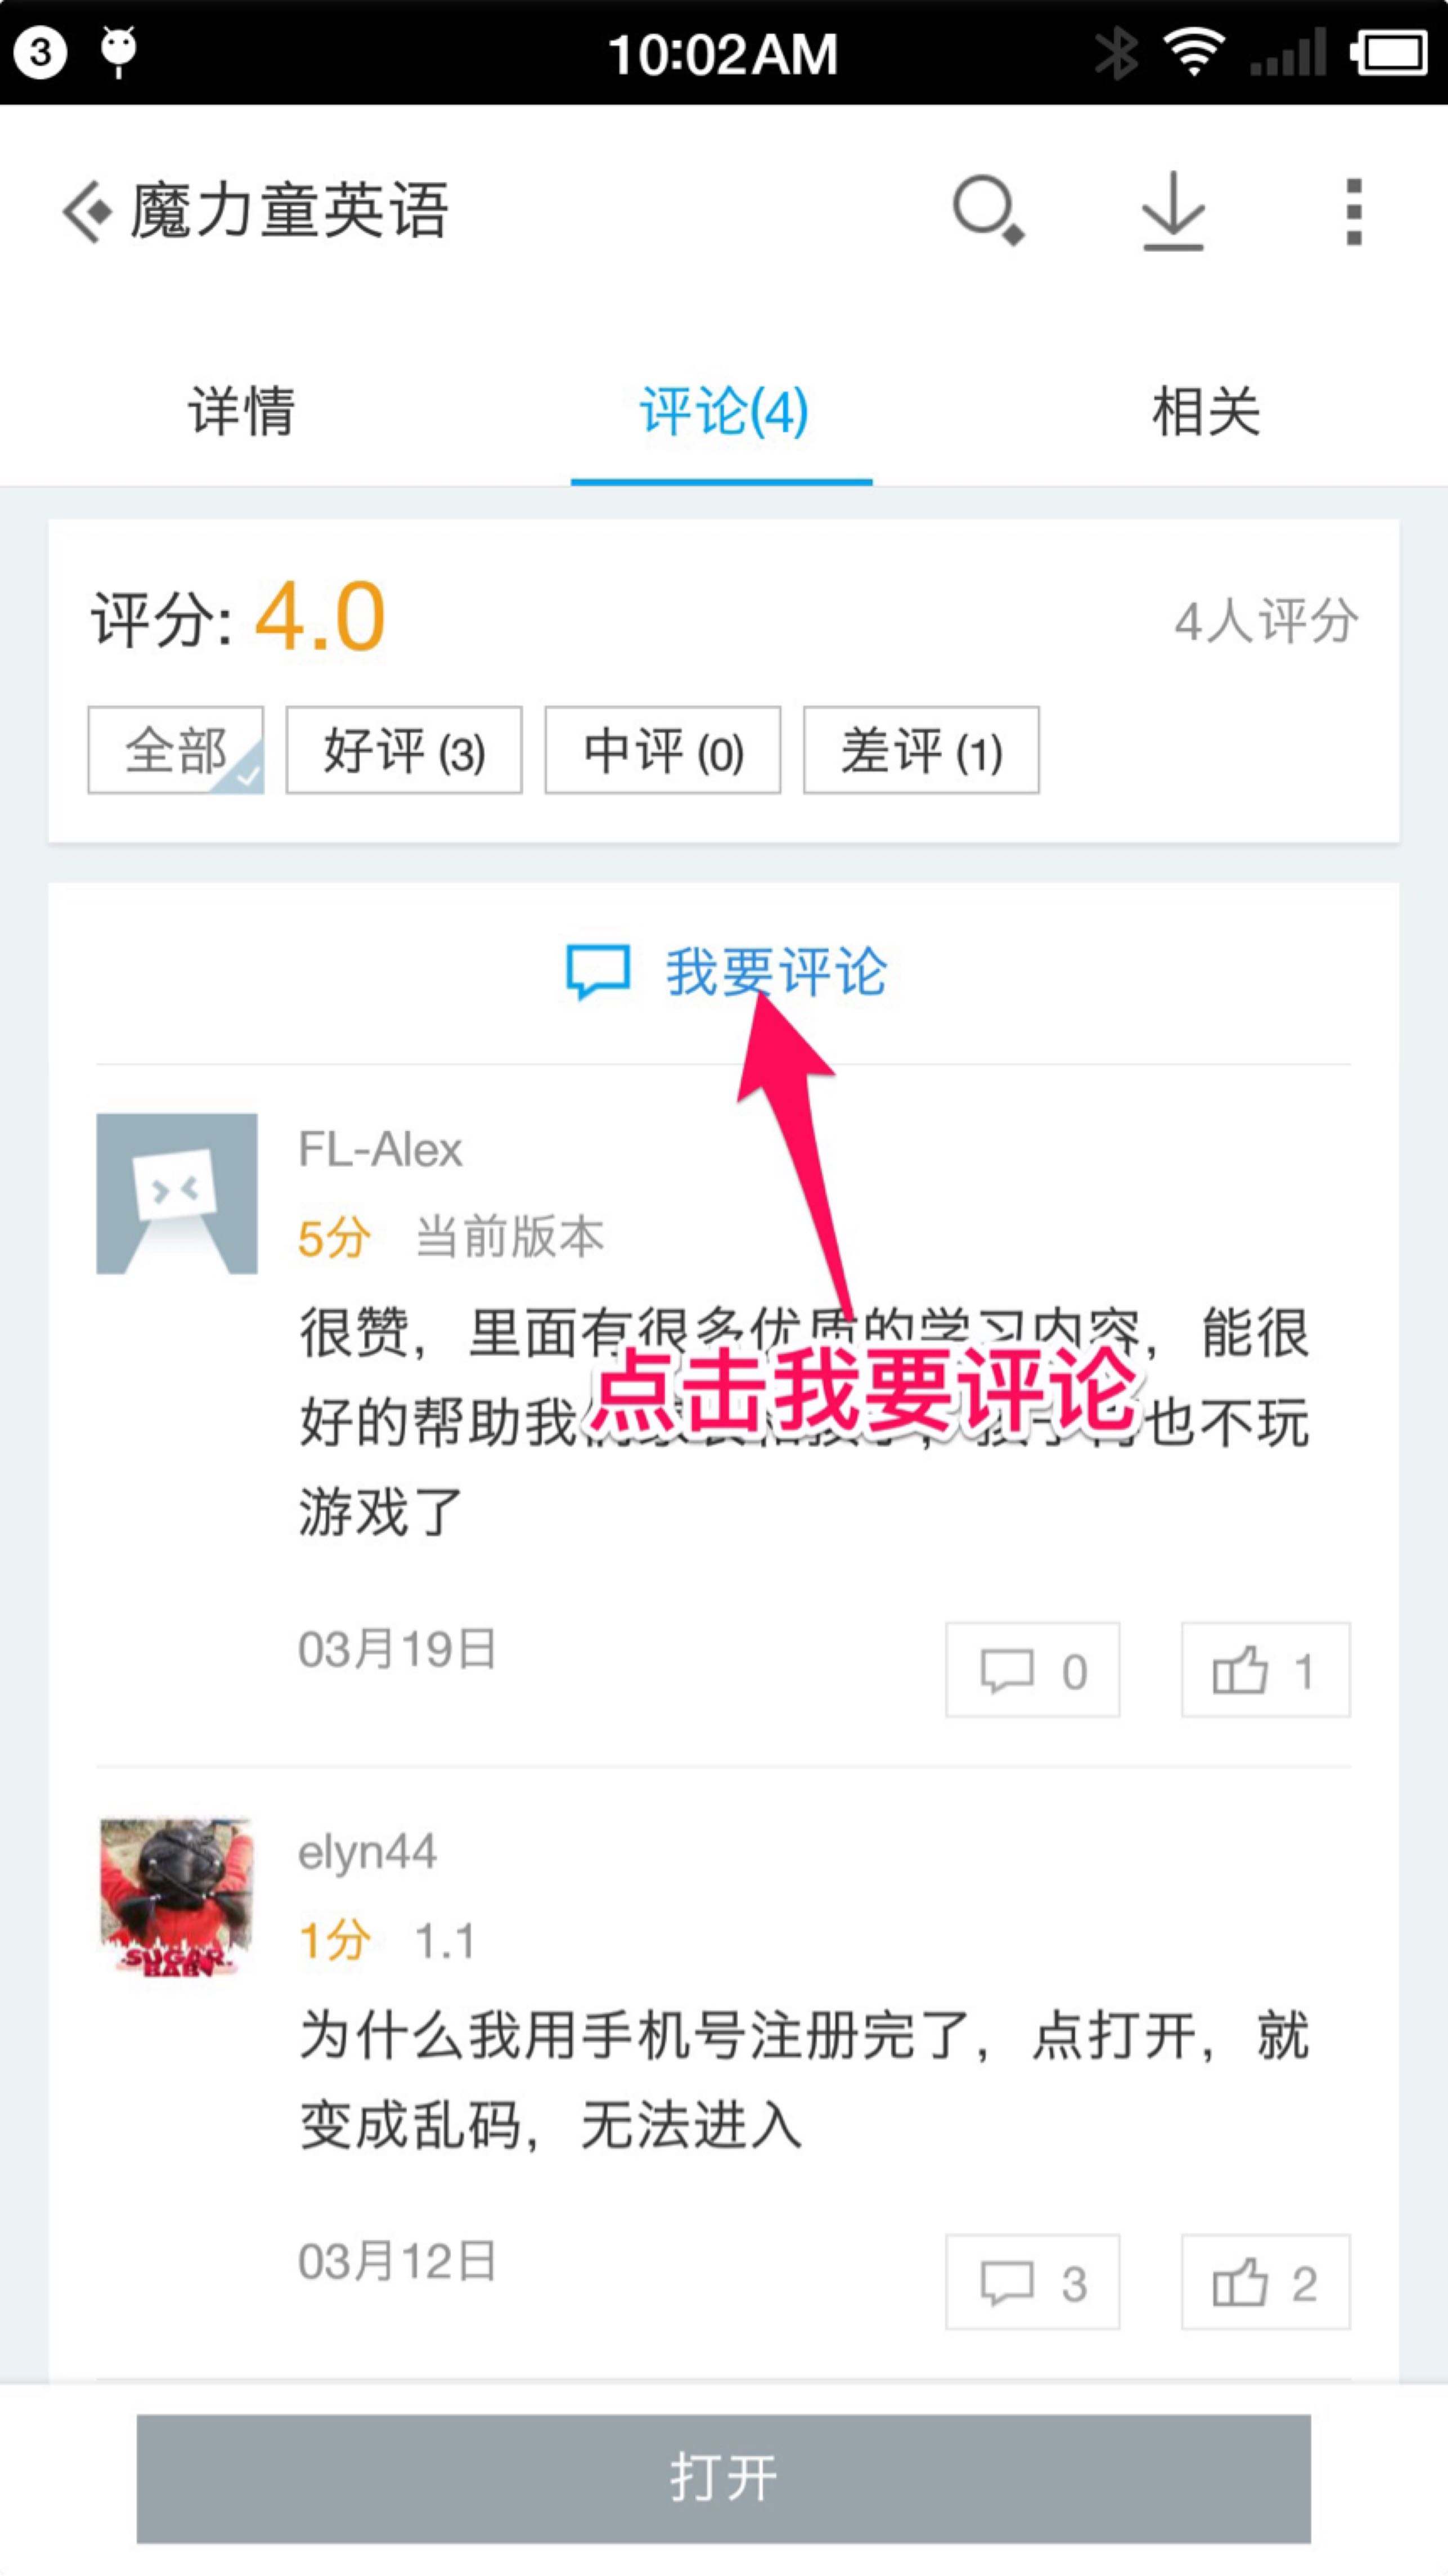 3
10:02AM
魔力童英语
详情
评论(4)
相关
评分: 4.0
4人评分
全部
好评 (3)
中评 (0)
差评 (1)
我要评论
FL-Alex
5分 当前版本
很赞，里面有很多优质的学习内容，能很
点击我要评论
好的帮助我 也不玩
游戏了
03月19日
0
1
elyn44
1分 1.1
SUGAR
BABY
为什么我用手机号注册完了，点打开，就
变成乱码，无法进入
03月12日
3
2
打开